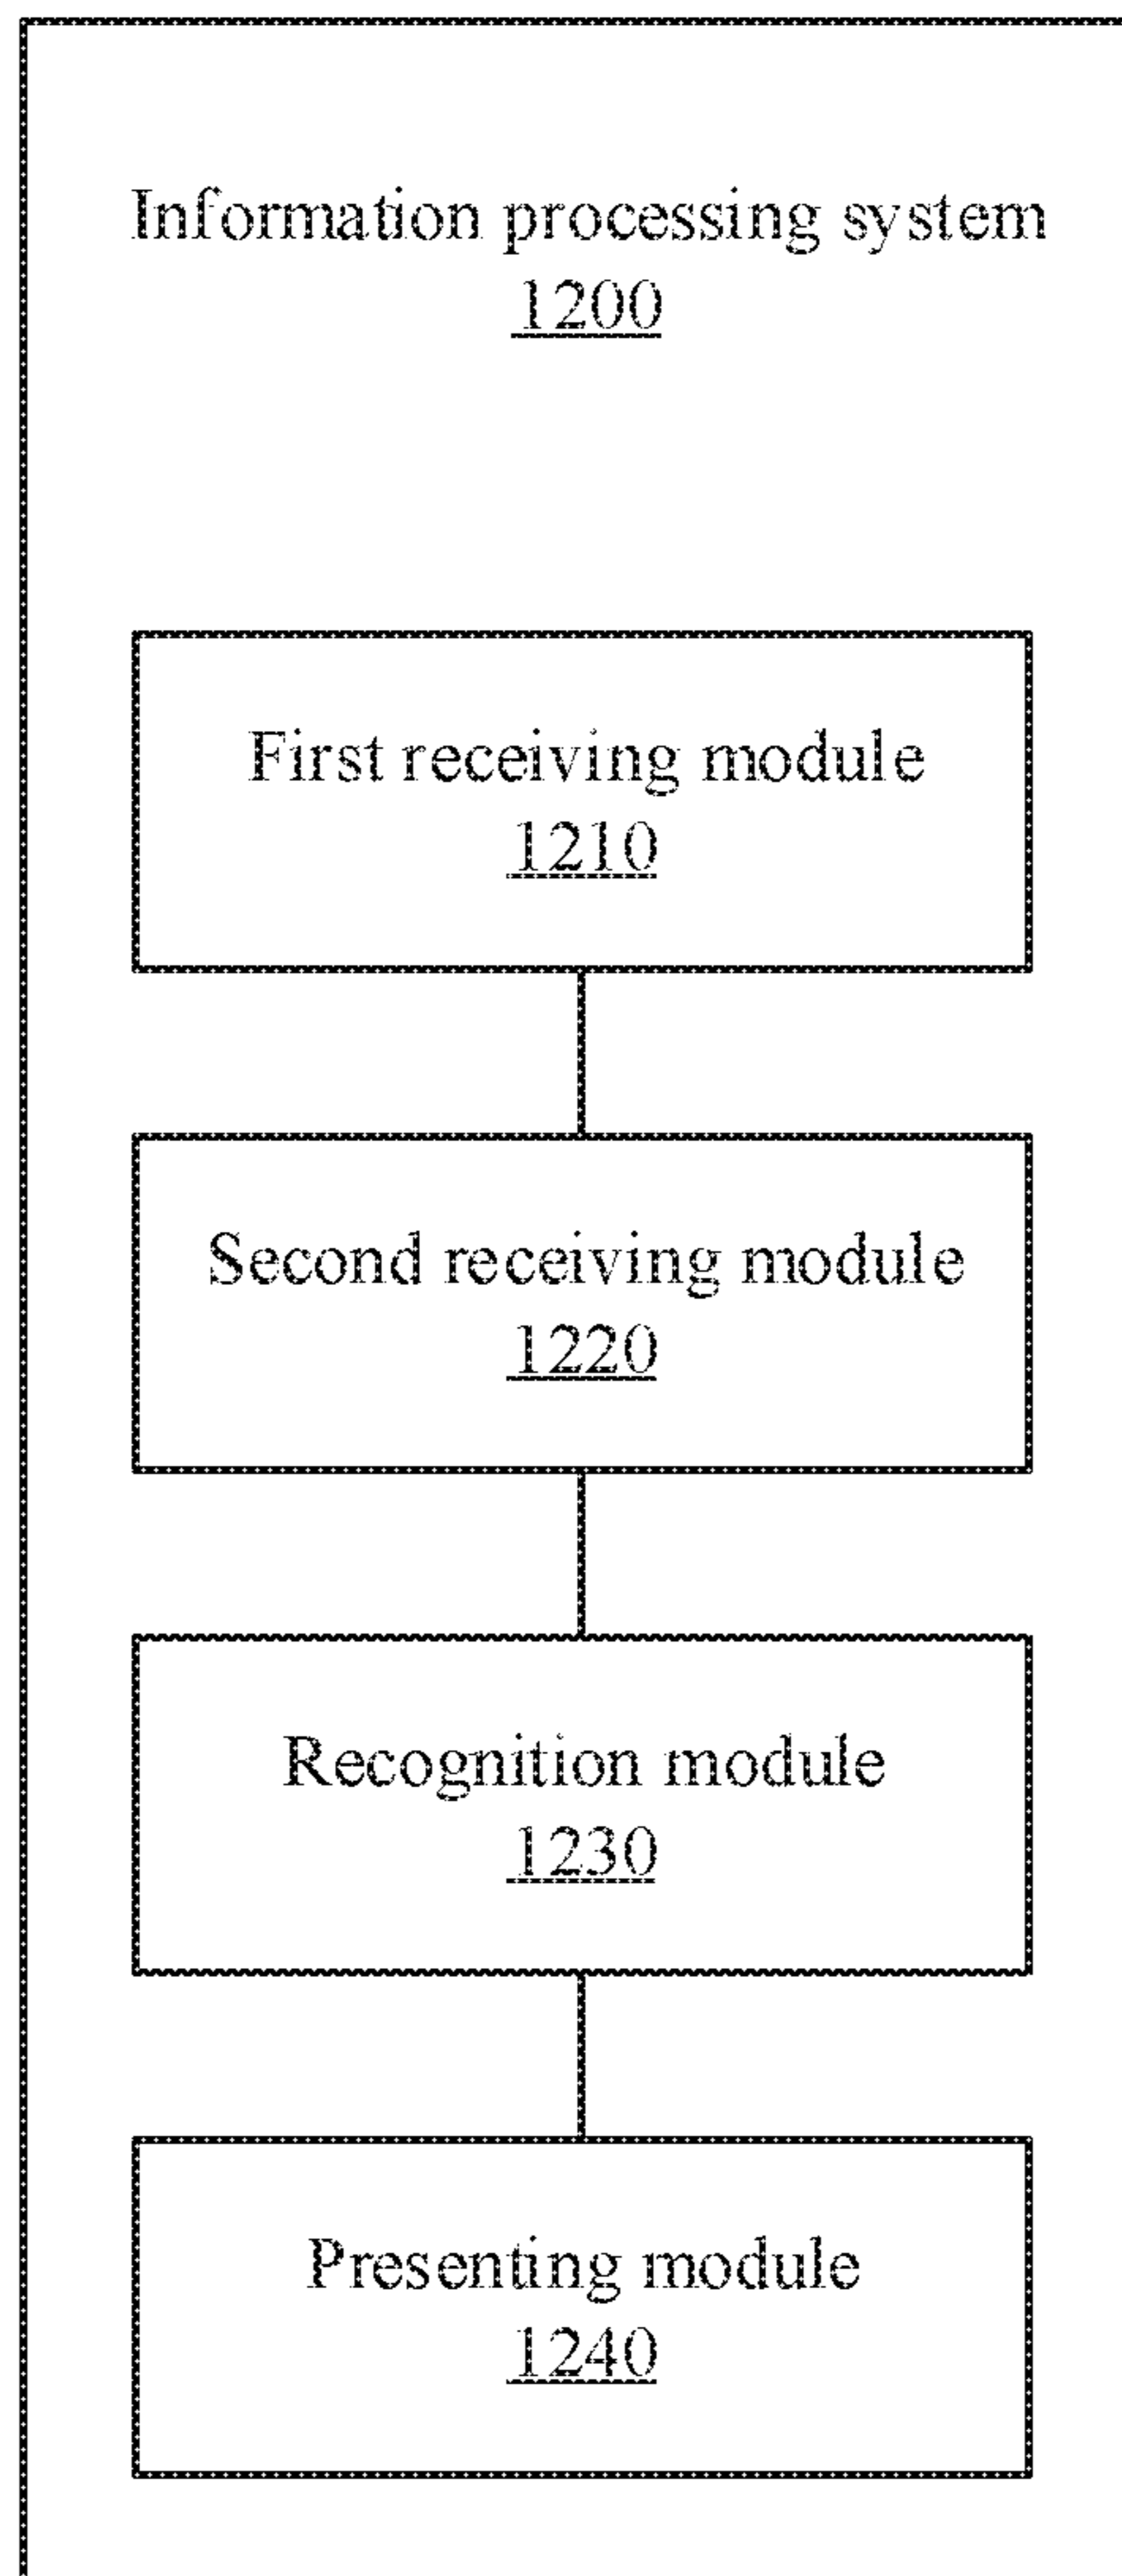 Information processing system
1200
First receiving module
1210
Second receiving module
1220
Recognition module
1230
Presenting module
1240